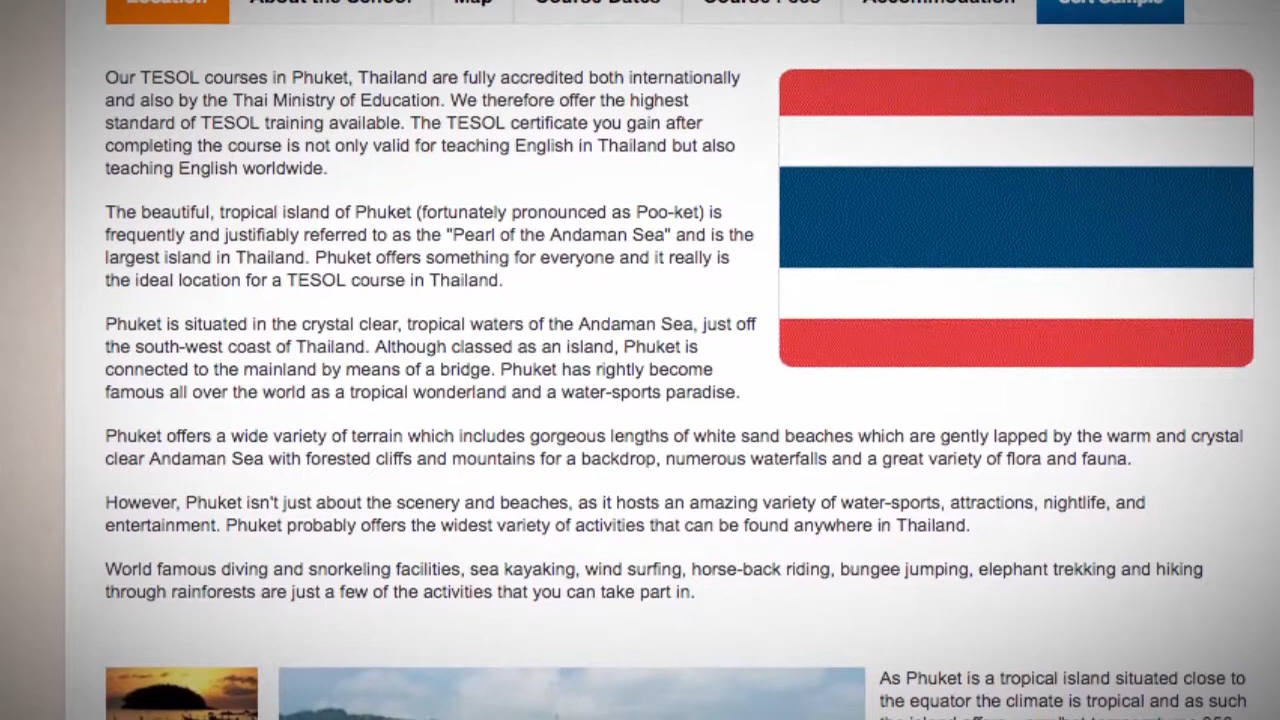 Location About the School Map Course Dates Course Fees Accommodation Cert Sample
Our TESOL courses in Phuket, Thailand are fully accredited both internationally
and also by the Thai Ministry of Education. We therefore offer the highest
standard of TESOL training available. The TESOL certificate you gain after
completing the course is not only valid for teaching English in Thailand but also
teaching English worldwide.
The beautiful, tropical island of Phuket (fortunately pronounced as Poo-ket) is
frequently and justifiably referred to as the "Pearl of the Andaman Sea" and is the
largest island in Thailand. Phuket offers something for everyone and it really is
the ideal location for a TESOL course in Thailand.
Phuket is situated in the crystal clear, tropical waters of the Andaman Sea, just off
the south-west coast of Thailand. Although classed as an island, Phuket is
connected to the mainland by means of a bridge. Phuket has rightly become
famous all over the world as a tropical wonderland and a water-sports paradise.
Phuket offers a wide variety of terrain which includes gorgeous lengths of white sand beaches which are gently lapped by the warm and crystal
clear Andaman Sea with forested cliffs and mountains for a backdrop, numerous waterfalls and a great variety of flora and fauna.
However, Phuket isn't just about the scenery and beaches, as it hosts an amazing variety of water-sports, attractions, nightlife, and
entertainment. Phuket probably offers the widest variety of activities that can be found anywhere in Thailand.
World famous diving and snorkeling facilities, sea kayaking, wind surfing, horse-back riding, bungee jumping, elephant trekking and hiking
through rainforests are just a few of the activities that you can take part in.
As Phuket is a tropical island situated close to
the equator the climate is tropical and as such